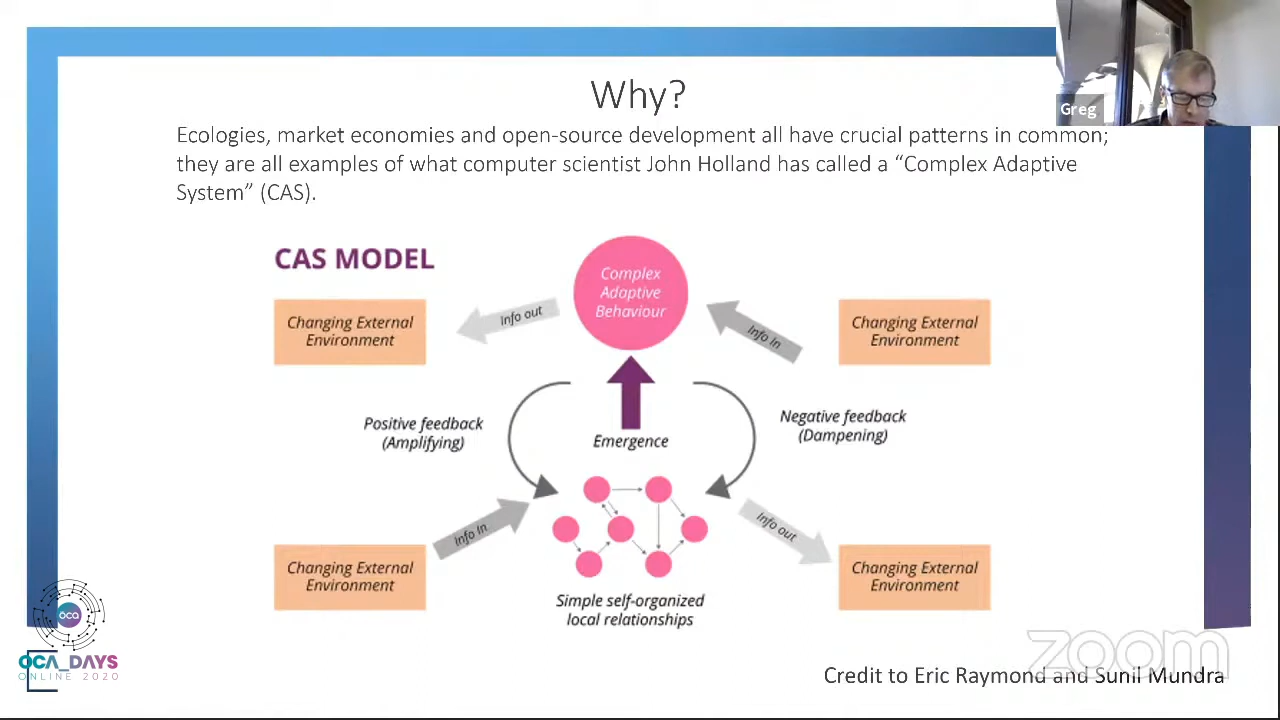 Why?
Greg
Ecologies, market economies and open-source development all have crucial patterns in common;
they are all examples of what computer scientist John Holland has called a “Complex Adaptive
System” (CAS).
CAS MODEL
Complex
Adaptive
Behaviour
Changing External
Environment
Info out
Info In
Changing External
Environment
Positive feedback
(Amplifying)
Emergence
Negative feedback
(Dampening)
Info In
Info out
Changing External
Environment
Changing External
Environment
Simple self-organized
local relationships
oca
OCA_DAYS
ONLINE 2020
zoom
Credit to Eric Raymond and Sunil Mundra